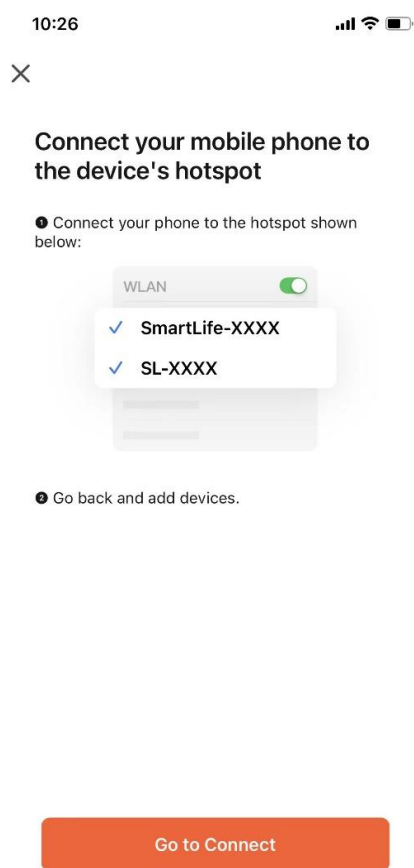 10:26
Connect your mobile phone to
the device's hotspot
❶ Connect your phone to the hotspot shown
below:
WLAN
SmartLife-XXXX
SL-XXXX
❷ Go back and add devices.
Go to Connect